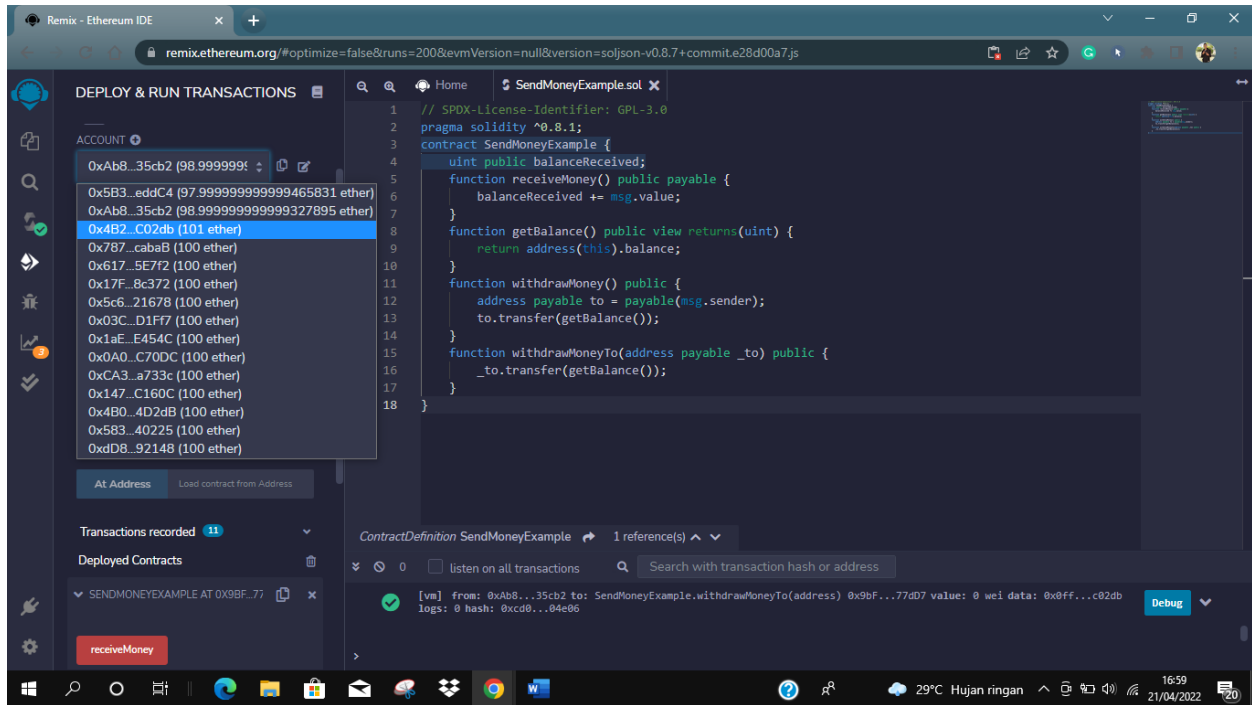 Remix - Ethereum IDE
remix.ethereum.org/#optimize=false&runs=200&evmVersion=null&version=soljson-v0.8.7+commit.e28d00a7.js
DEPLOY & RUN TRANSACTIONS
ACCOUNT
0xAb8...35cb2 (98.9999999
0x5B3...eddC4 (97.999999999999465831 ether)
0xAb8...35cb2 (98.999999999999327895 ether)
0x4B2...C02db (101 ether)
0x787...cabaB (100 ether)
0x617...5E7f2 (100 ether)
0x17F...8c372 (100 ether)
0x5c6...21678 (100 ether)
0x03C...D1Ff7 (100 ether)
0x1aE...E454C (100 ether)
0x0A0...C70DC (100 ether)
0xCA3...a733c (100 ether)
0x147...C160C (100 ether)
0x4B0...4D2dB (100 ether)
0x583...40225 (100 ether)
0xdD8...92148 (100 ether)
At Address
Load contract from Address
Transactions recorded 11
Deployed Contracts
SENDMONEYEXAMPLE AT 0X9BF...77
receiveMoney
3
Home
SendMoneyExample.sol
1 // SPDX-License-Identifier: GPL-3.0
2 pragma solidity ^0.8.1;
3 contract SendMoneyExample {
4 uint public balanceReceived;
5 function receiveMoney() public payable {
6 balanceReceived += msg.value;
7 }
8 function getBalance() public view returns(uint) {
9 return address(this).balance;
10 }
11 function withdrawMoney() public {
12 address payable to = payable(msg.sender);
13 to.transfer(getBalance());
14 }
15 function withdrawMoneyTo(address payable _to) public {
16 _to.transfer(getBalance());
17 }
18 }
ContractDefinition SendMoneyExample 1 reference(s)
0 listen on all transactions
Search with transaction hash or address
[vm] from: 0xAb8...35cb2 to: SendMoneyExample.withdrawMoneyTo(address) 0x9bF...77dD7 value: 0 wei data: 0x0ff...c02db
logs: 0 hash: 0xcd0...04e06
Debug
>
29°C Hujan ringan
16:59
21/04/2022
20